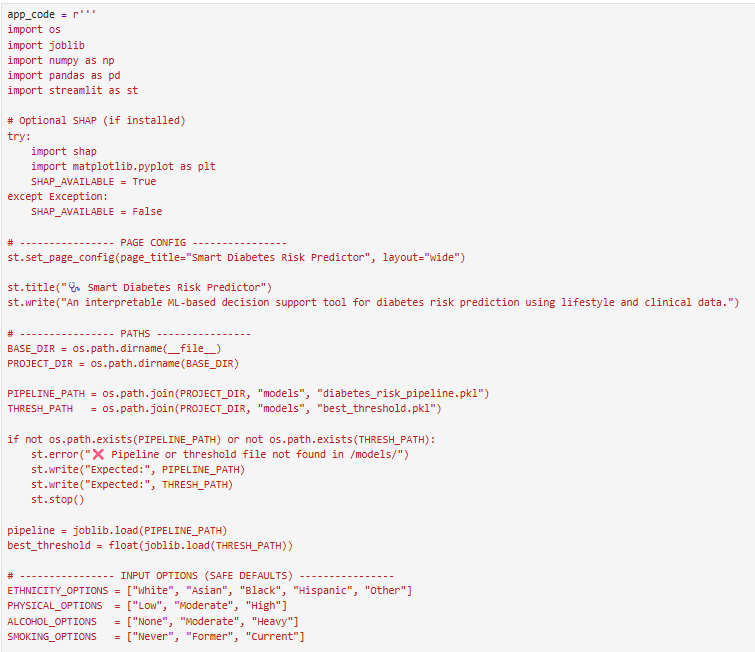 app_code = r'''
import os
import joblib
import numpy as np
import pandas as pd
import streamlit as st

# Optional SHAP (if installed)
try:
    import shap
    import matplotlib.pyplot as plt
    SHAP_AVAILABLE = True
except Exception:
    SHAP_AVAILABLE = False

# ---------------- PAGE CONFIG ----------------
st.set_page_config(page_title="Smart Diabetes Risk Predictor", layout="wide")

st.title("🩺 Smart Diabetes Risk Predictor")
st.write("An interpretable ML-based decision support tool for diabetes risk prediction using lifestyle and clinical data.")

# ---------------- PATHS ----------------
BASE_DIR = os.path.dirname(__file__)
PROJECT_DIR = os.path.dirname(BASE_DIR)

PIPELINE_PATH = os.path.join(PROJECT_DIR, "models", "diabetes_risk_pipeline.pkl")
THRESH_PATH   = os.path.join(PROJECT_DIR, "models", "best_threshold.pkl")

if not os.path.exists(PIPELINE_PATH) or not os.path.exists(THRESH_PATH):
    st.error("❌ Pipeline or threshold file not found in /models/")
    st.write("Expected:", PIPELINE_PATH)
    st.write("Expected:", THRESH_PATH)
    st.stop()

pipeline = joblib.load(PIPELINE_PATH)
best_threshold = float(joblib.load(THRESH_PATH))

# ---------------- INPUT OPTIONS (SAFE DEFAULTS) ----------------
ETHNICITY_OPTIONS = ["White", "Asian", "Black", "Hispanic", "Other"]
PHYSICAL_OPTIONS  = ["Low", "Moderate", "High"]
ALCOHOL_OPTIONS   = ["None", "Moderate", "Heavy"]
SMOKING_OPTIONS   = ["Never", "Former", "Current"]